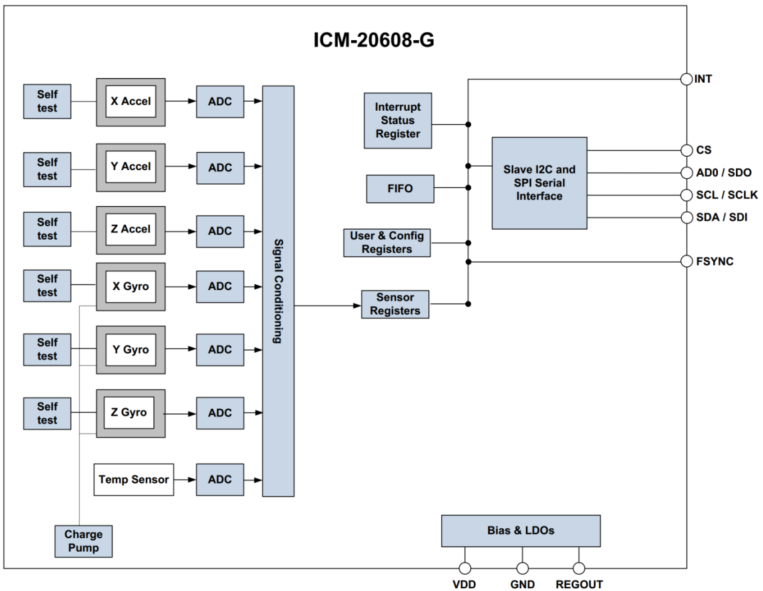 ICM-20608-G
Self
test
X Accel
ADC
Self
test
Y Accel
ADC
Self
test
Z Accel
ADC
Self
test
X Gyro
ADC
Self
test
Y Gyro
ADC
Self
test
Z Gyro
ADC
Temp Sensor
ADC
Charge
Pump
Signal Conditioning
Interrupt
Status
Register
FIFO
User & Config
Registers
Sensor
Registers
Slave I2C and
SPI Serial
Interface
INT
CS
AD0 / SDO
SCL / SCLK
SDA / SDI
FSYNC
Bias & LDOs
VDD
GND
REGOUT